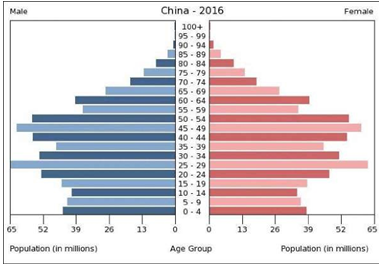 Male China - 2016 Female
100+
95 - 99
90 - 94
85 - 89
80 - 84
75 - 79
70 - 74
65 - 69
60 - 64
55 - 59
50 - 54
45 - 49
40 - 44
35 - 39
30 - 34
25 - 29
20 - 24
15 - 19
10 - 14
5 - 9
0 - 4
65 52 39 26 13 0 0 13 26 39 52 65
Population (in millions) Age Group Population (in millions)